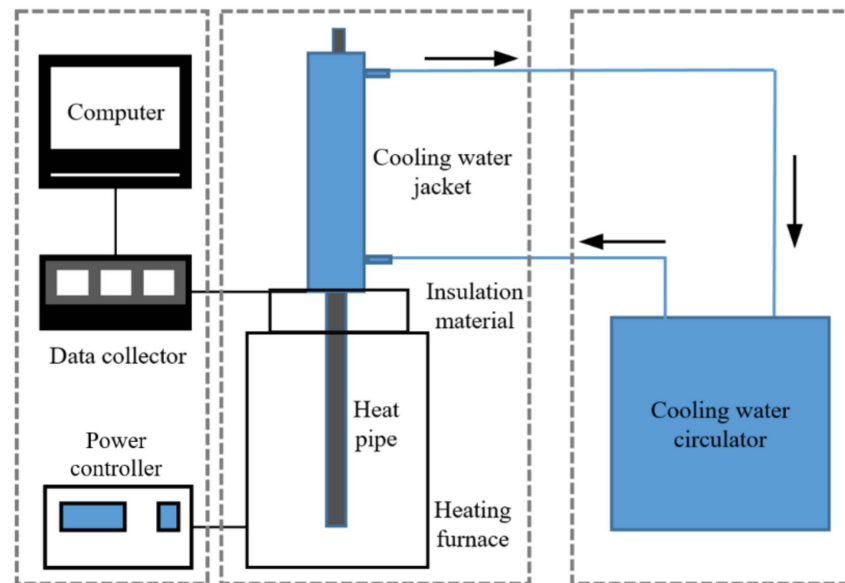 Computer
Data collector
Power
controller
Cooling water
jacket
Insulation
material
Heat
pipe
Heating
furnace
Cooling water
circulator